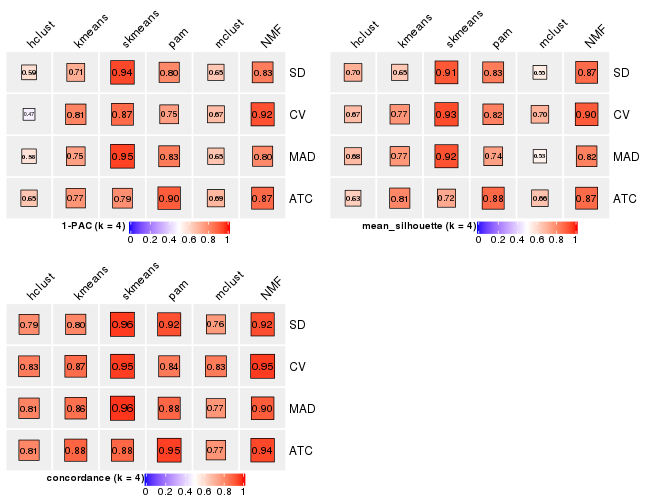 hclust kmeans skmeans pam mclust NMF
0.59 0.71 0.94 0.80 0.65 0.83 SD
0.47 0.81 0.87 0.75 0.67 0.92 CV
0.58 0.75 0.95 0.83 0.65 0.80 MAD
0.65 0.77 0.79 0.90 0.69 0.87 ATC
1-PAC (k = 4)
0 0.2 0.4 0.6 0.8 1
hclust kmeans skmeans pam mclust NMF
0.70 0.65 0.91 0.83 0.55 0.87 SD
0.67 0.77 0.93 0.82 0.70 0.90 CV
0.68 0.77 0.92 0.74 0.53 0.82 MAD
0.63 0.81 0.72 0.88 0.66 0.87 ATC
mean_silhouette (k = 4)
0 0.2 0.4 0.6 0.8 1
hclust kmeans skmeans pam mclust NMF
0.79 0.80 0.96 0.92 0.76 0.92 SD
0.83 0.87 0.95 0.84 0.83 0.95 CV
0.81 0.86 0.96 0.88 0.77 0.90 MAD
0.81 0.88 0.88 0.95 0.77 0.94 ATC
concordance (k = 4)
0 0.2 0.4 0.6 0.8 1